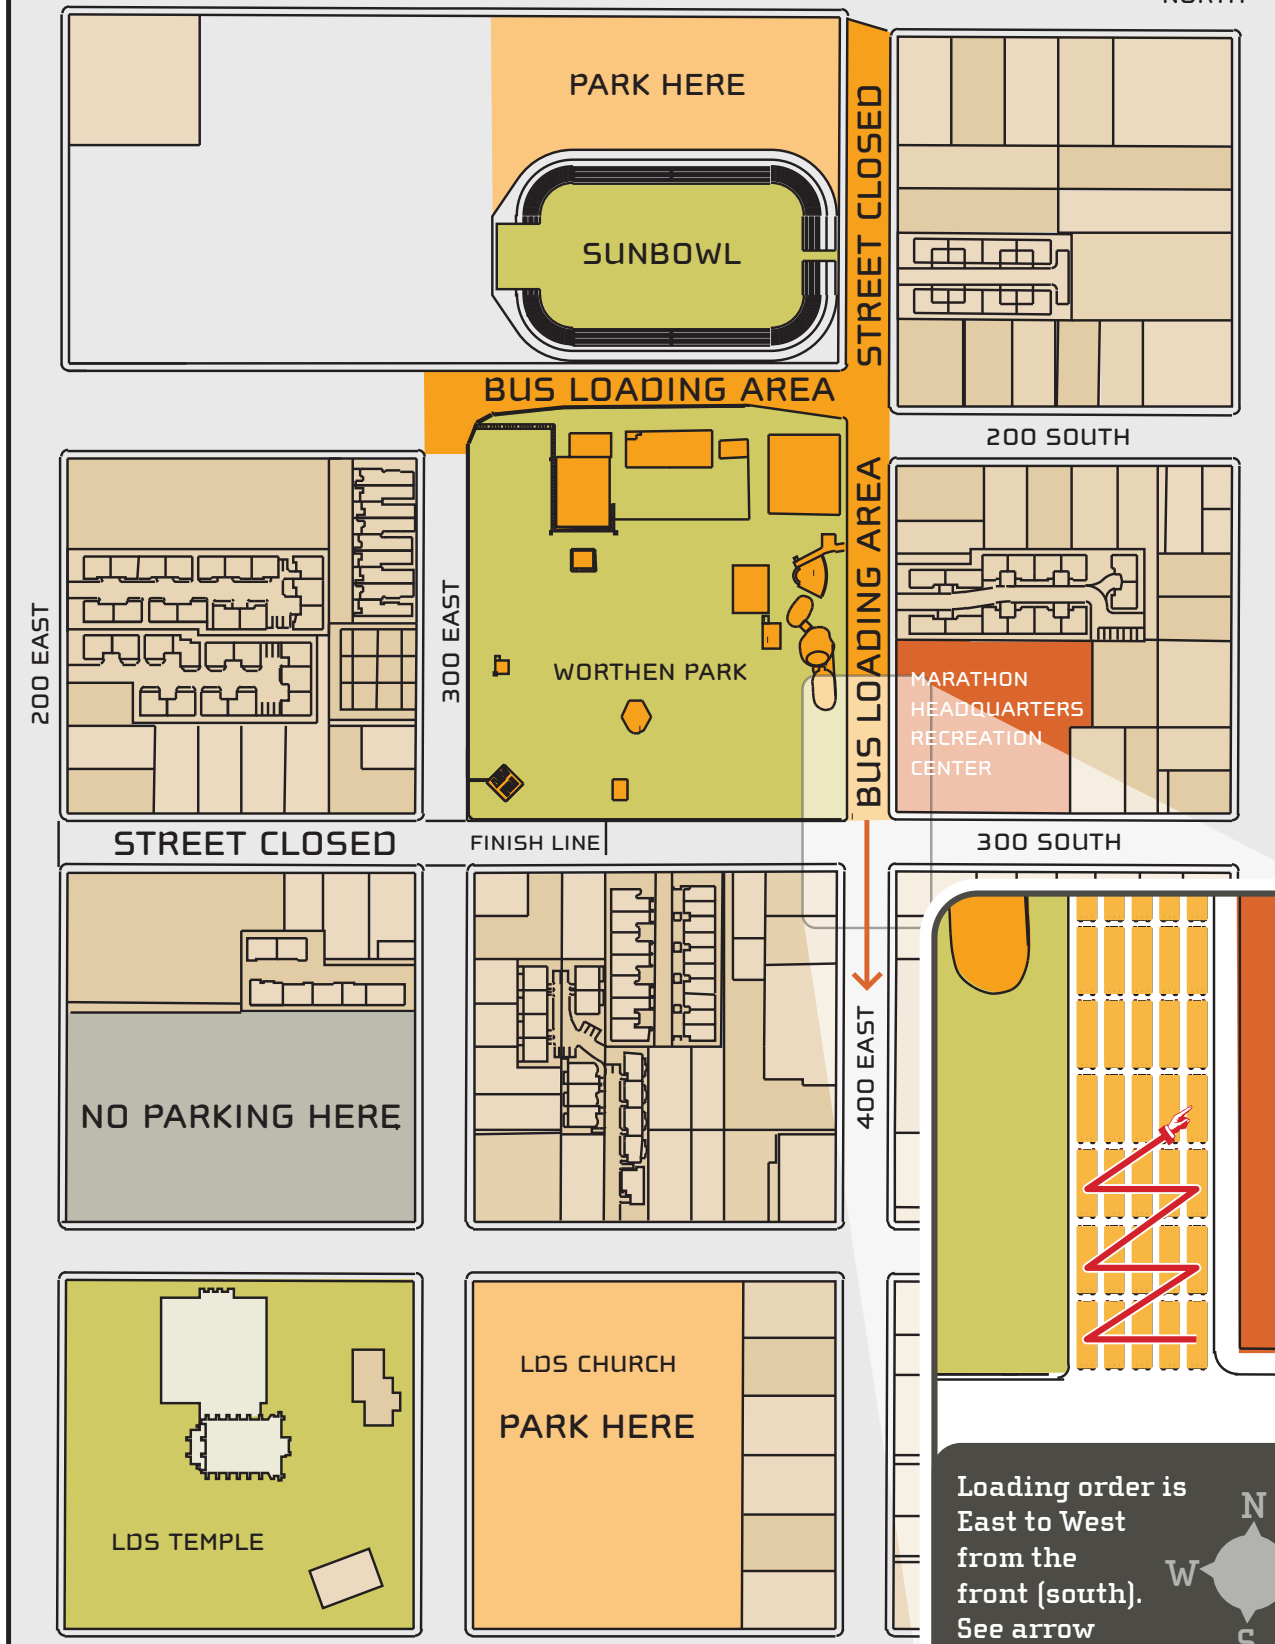 PARK HERE
STREET CLOSED
SUNBOWL
BUS LOADING AREA
200 SOUTH
BUS LOADING AREA
200 EAST
300 EAST
WORTHEN PARK
MARATHON
HEADQUARTERS
RECREATION
CENTER
STREET CLOSED
FINISH LINE
300 SOUTH
400 EAST
NO PARKING HERE
LDS CHURCH
PARK HERE
LDS TEMPLE
Loading order is
East to West
from the
front (south).
See arrow
N
W
S